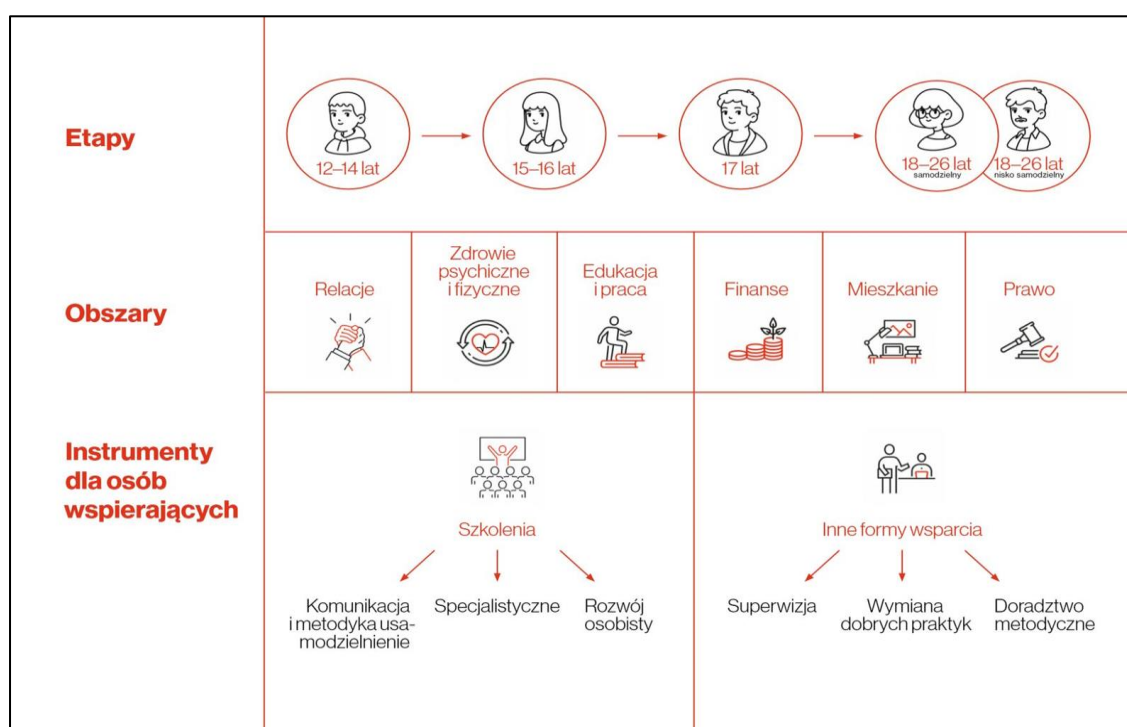 Etapy
12–14 lat
15–16 lat
17 lat
18–26 lat
samodzielny
18–26 lat
nisko samodzielny
Obszary
Relacje
Zdrowie
psychiczne
i fizyczne
Edukacja
i praca
Finanse
Mieszkanie
Prawo
Instrumenty
dla osób
wspierających
Szkolenia
Komunikacja
i metodyka usa-
modzielnienie
Specjalistyczne
Rozwój
osobisty
Inne formy wsparcia
Superwizja
Wymiana
dobrych praktyk
Doradztwo
metodyczne